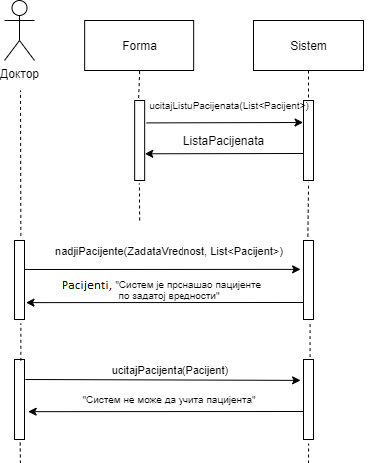 Forma
Sistem
Доктор
ucitajListuPacijenata(List<Pacijent>)
ListaPacijenata
nadjiPacijente(ZadataVrednost, List<Pacijent>)
Pacijenti, "Систем је прснашао пацијенте
по задатој вредности"
ucitajPacijenta(Pacijent)
"Систем не може да учита пацијента"